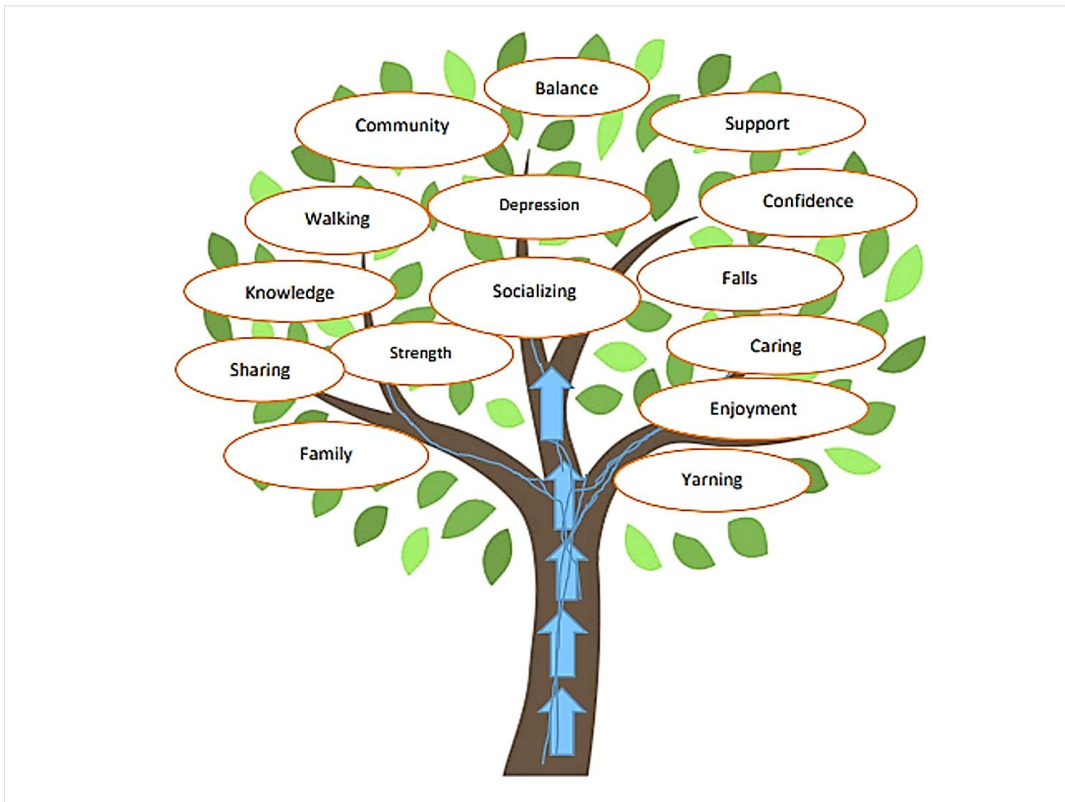 Balance
Community
Support
Depression
Confidence
Walking
Falls
Socializing
Knowledge
Caring
Strength
Sharing
Enjoyment
Family
Yarning